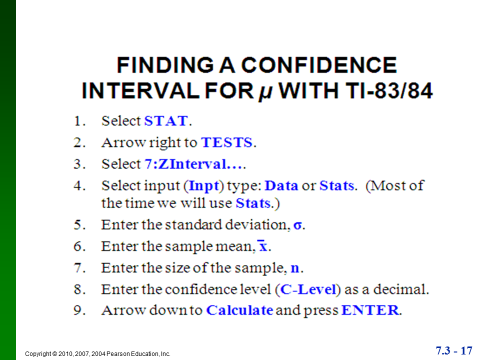 FINDING A CONFIDENCE
INTERVAL FOR μ WITH TI-83/84
1. Select STAT.
2. Arrow right to TESTS.
3. Select 7:ZInterval….
4. Select input (Inpt) type: Data or Stats. (Most of
the time we will use Stats.)
5. Enter the standard deviation, σ.
6. Enter the sample mean, x̄.
7. Enter the size of the sample, n.
8. Enter the confidence level (C-Level) as a decimal.
9. Arrow down to Calculate and press ENTER.
Copyright © 2010, 2007, 2004 Pearson Education, Inc.
7.3 - 17